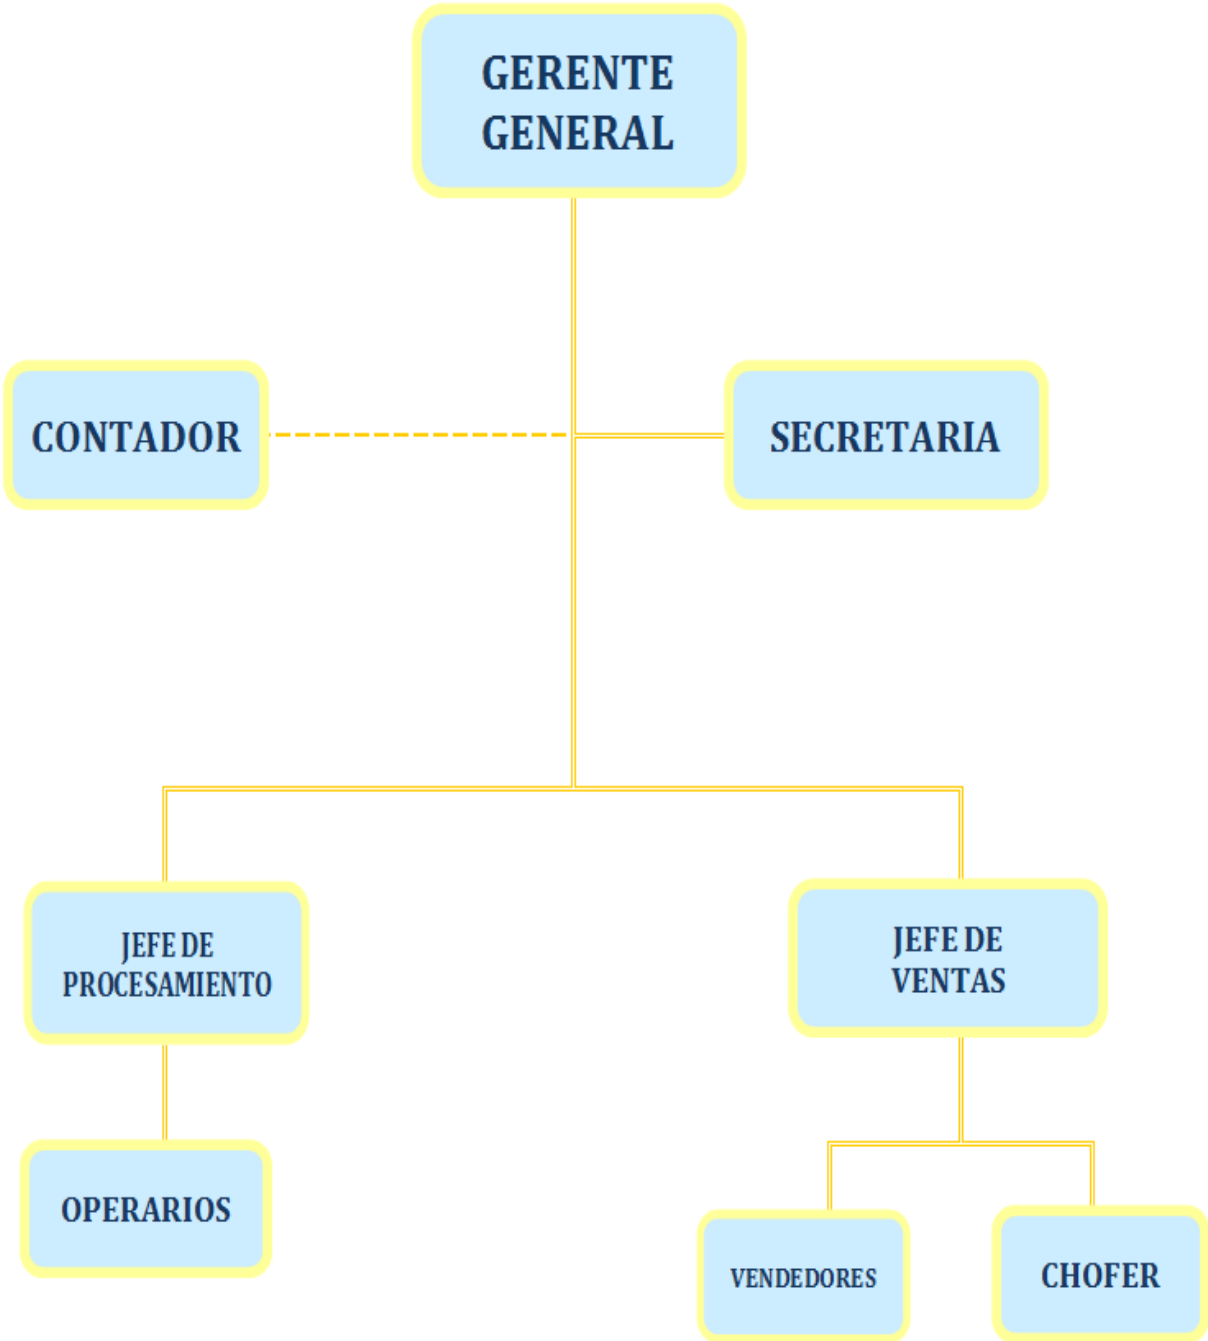 GERENTE
GENERAL
CONTADOR
SECRETARIA
JEFE DE
PROCESAMIENTO
JEFE DE
VENTAS
OPERARIOS
VENDEDORES
CHOFER